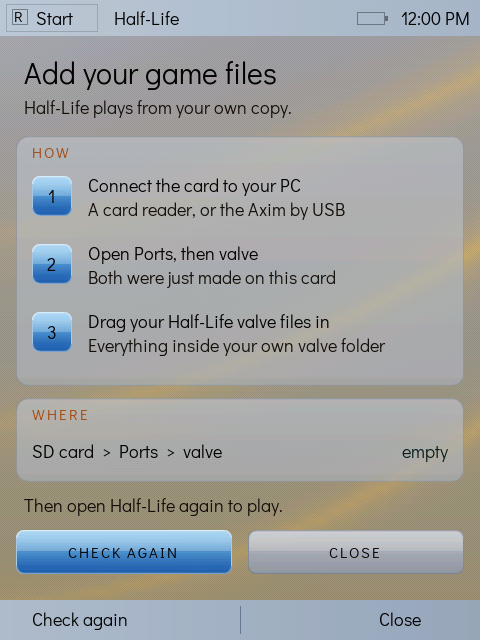 R Start Half-Life 12:00 PM
Add your game files
Half-Life plays from your own copy.
HOW
1 Connect the card to your PC
A card reader, or the Axim by USB
2 Open Ports, then valve
Both were just made on this card
3 Drag your Half-Life valve files in
Everything inside your own valve folder
WHERE
SD card > Ports > valve empty
Then open Half-Life again to play.
CHECK AGAIN CLOSE
Check again Close